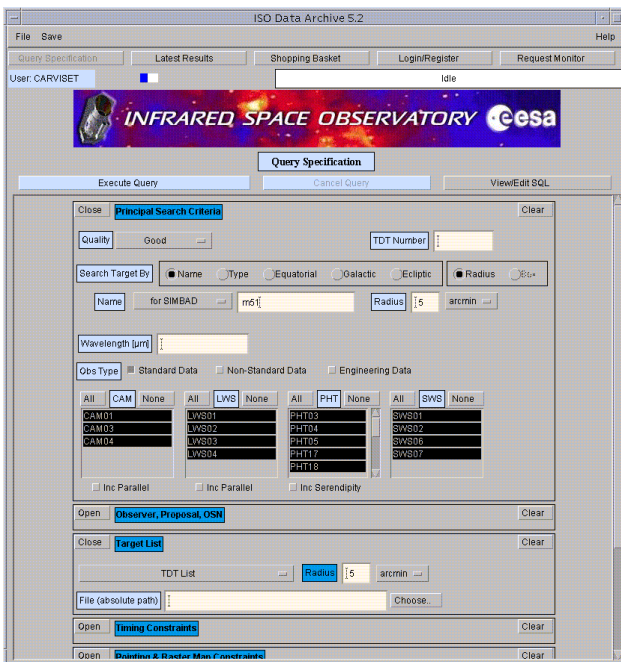 ISO Data Archive 5.2
File Save Help
Query Specification Latest Results Shopping Basket Login/Register Request Monitor
User: CARVISET Idle
INFRARED SPACE OBSERVATORY esa
Query Specification
Execute Query Cancel Query View/Edit SQL
Close Principal Search Criteria Clear
Quality Good TDT Number
Search Target By Name Type Equatorial Galactic Ecliptic Radius Box
Name for SIMBAD m51 Radius 5 arcmin
Wavelength [µm]
Obs Type Standard Data Non-Standard Data Engineering Data
All CAM None All LWS None All PHT None All SWS None
CAM01 LWS01 PHT03 SWS01
CAM03 LWS02 PHT04 SWS02
CAM04 LWS03 PHT05 SWS06
LWS04 PHT17 SWS07
PHT18
Inc Parallel Inc Parallel Inc Serendipity
Open Observer, Proposal, OSN Clear
Close Target List Clear
TDT List Radius 5 arcmin
File (absolute path) Choose..
Open Timing Constraints Clear
Open Pointing & Raster Map Constraints Clear